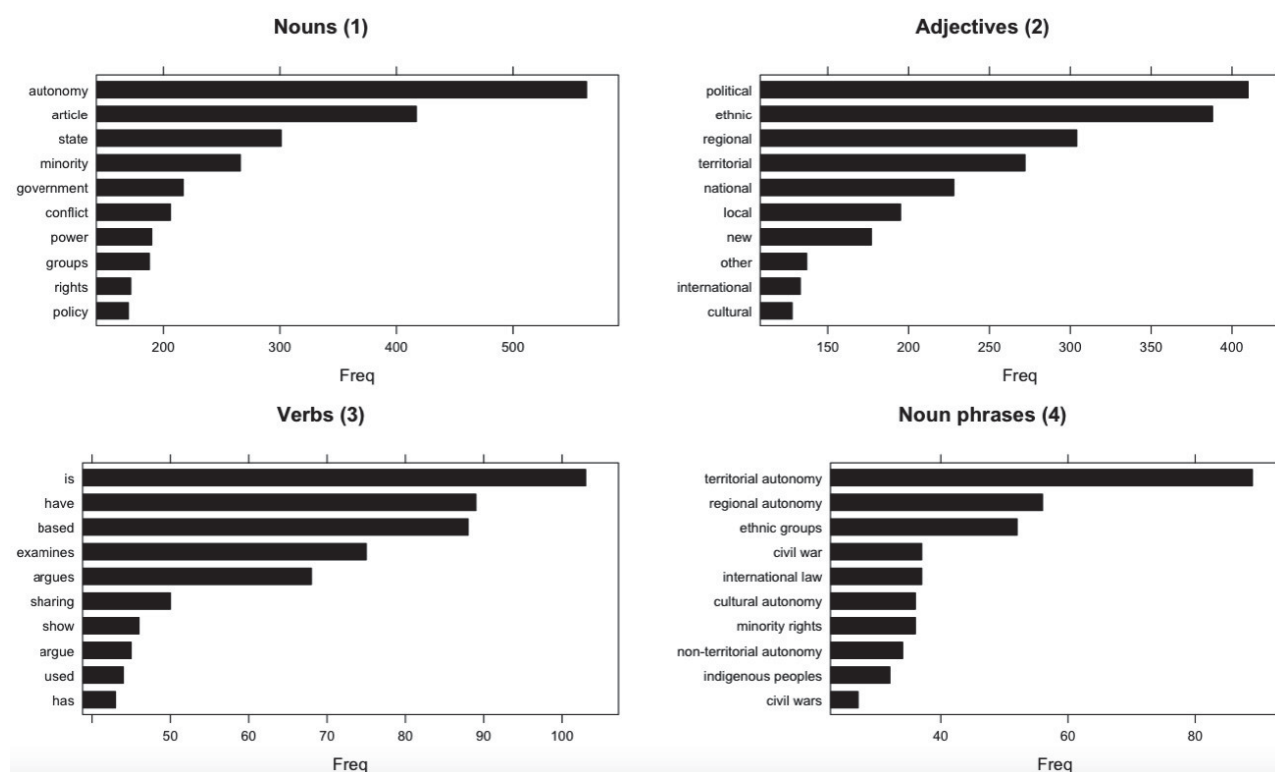 Nouns (1)
autonomy
article
state
minority
government
conflict
power
groups
rights
policy
200 300 400 500
Freq
Adjectives (2)
political
ethnic
regional
territorial
national
local
new
other
international
cultural
150 200 250 300 350 400
Freq
Verbs (3)
is
have
based
examines
argues
sharing
show
argue
used
has
50 60 70 80 90 100
Freq
Noun phrases (4)
territorial autonomy
regional autonomy
ethnic groups
civil war
international law
cultural autonomy
minority rights
non-territorial autonomy
indigenous peoples
civil wars
40 60 80
Freq